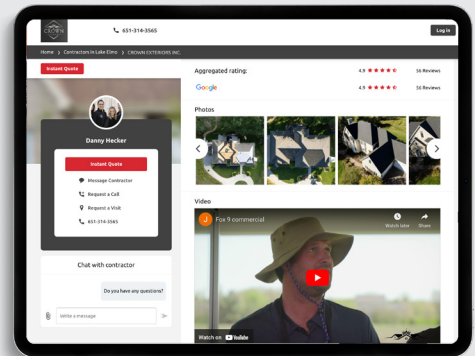 CROWN
651-314-3565
Log in
Home > Contractors in Lake Elmo > CROWN EXTERIORS INC
Instant Quote
Aggregated rating:
4.9
56 Reviews
Google
4.9
56 Reviews
Photos
Danny Hecker
Instant Quote
Message Contractor
Request a Call
Request a Visit
651-314-3565
Video
J Fox 9 commercial
Watch later
Share
Chat with contractor
Do you have any questions?
Write a message
Watch on YouTube